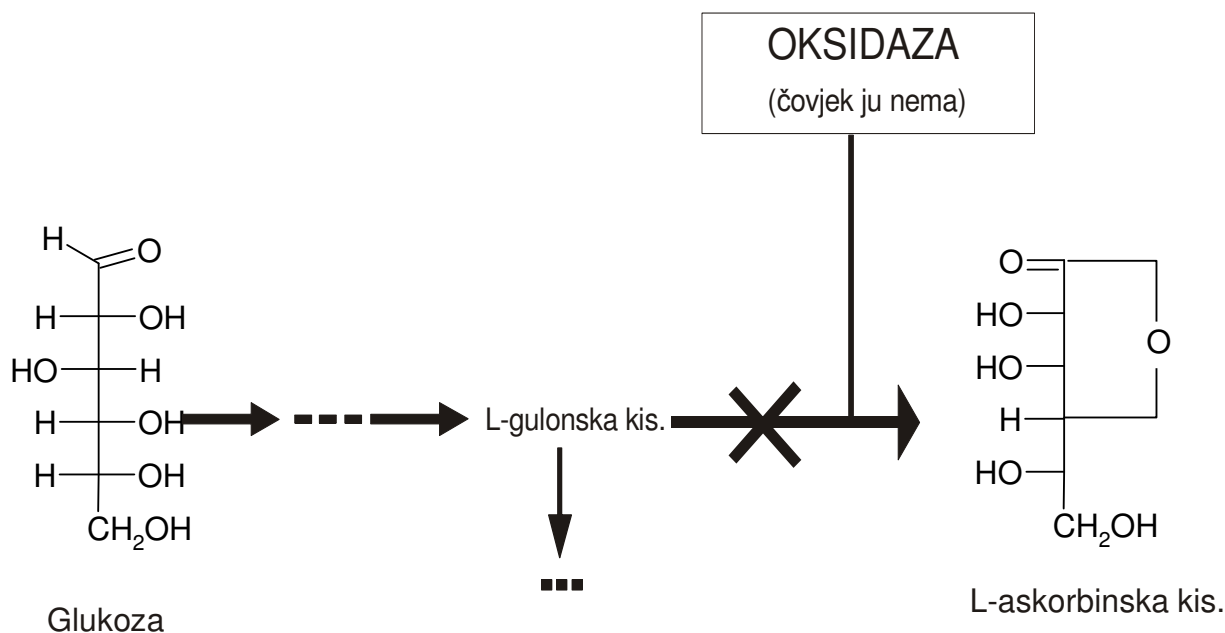 OKSIDAZA
(čovjek ju nema)
H
O
H
OH
HO
H
H
OH
H
OH
CH₂OH
Glukoza
L-gulonska kis.
O
HO
O
HO
H
HO
CH₂OH
L-askorbinska kis.